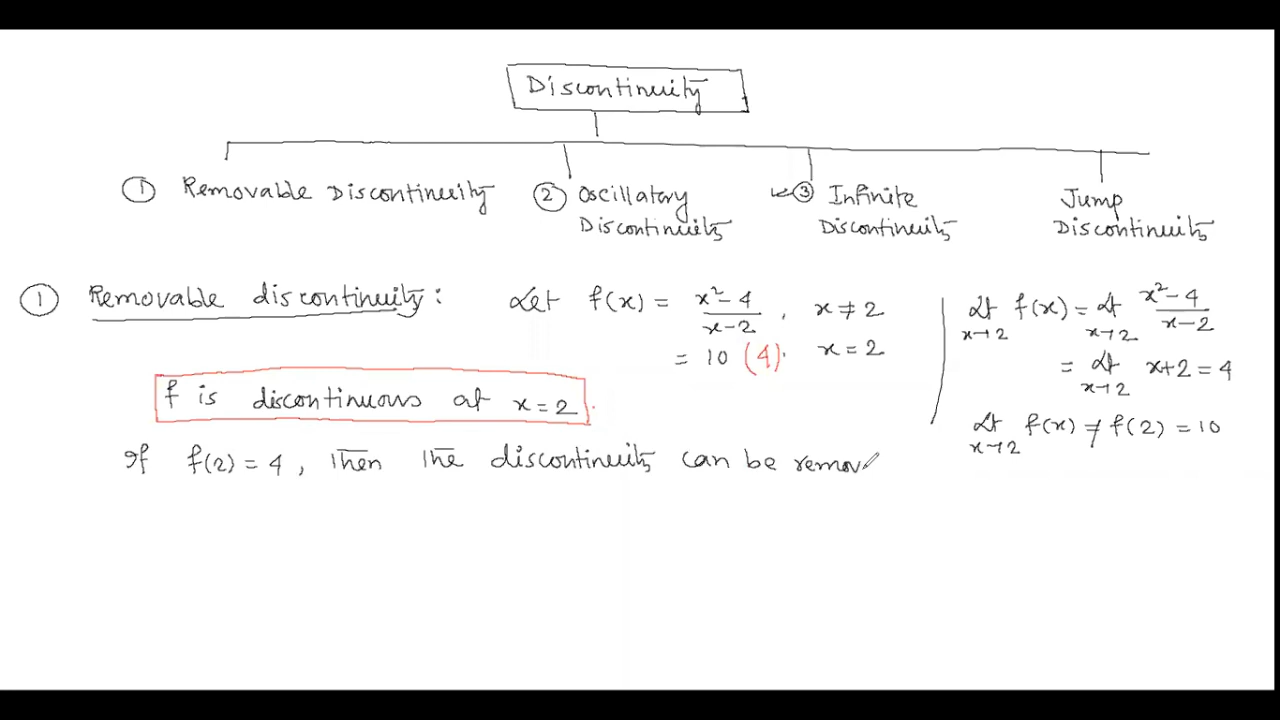 Discontinuity
① Removable Discontinuity ② Oscillatory Discontinuity ③ Infinite Discontinuity Jump Discontinuity
① Removable discontinuity: Let f(x) = (x²-4)/(x-2), x ≠ 2
= 10 (4). x = 2
f is discontinuous at x = 2.
If f(2) = 4, then the discontinuity can be remov
Lt x→2 f(x) = Lt x→2 (x²-4)/(x-2)
= Lt x→2 x+2 = 4
Lt x→2 f(x) ≠ f(2) = 10